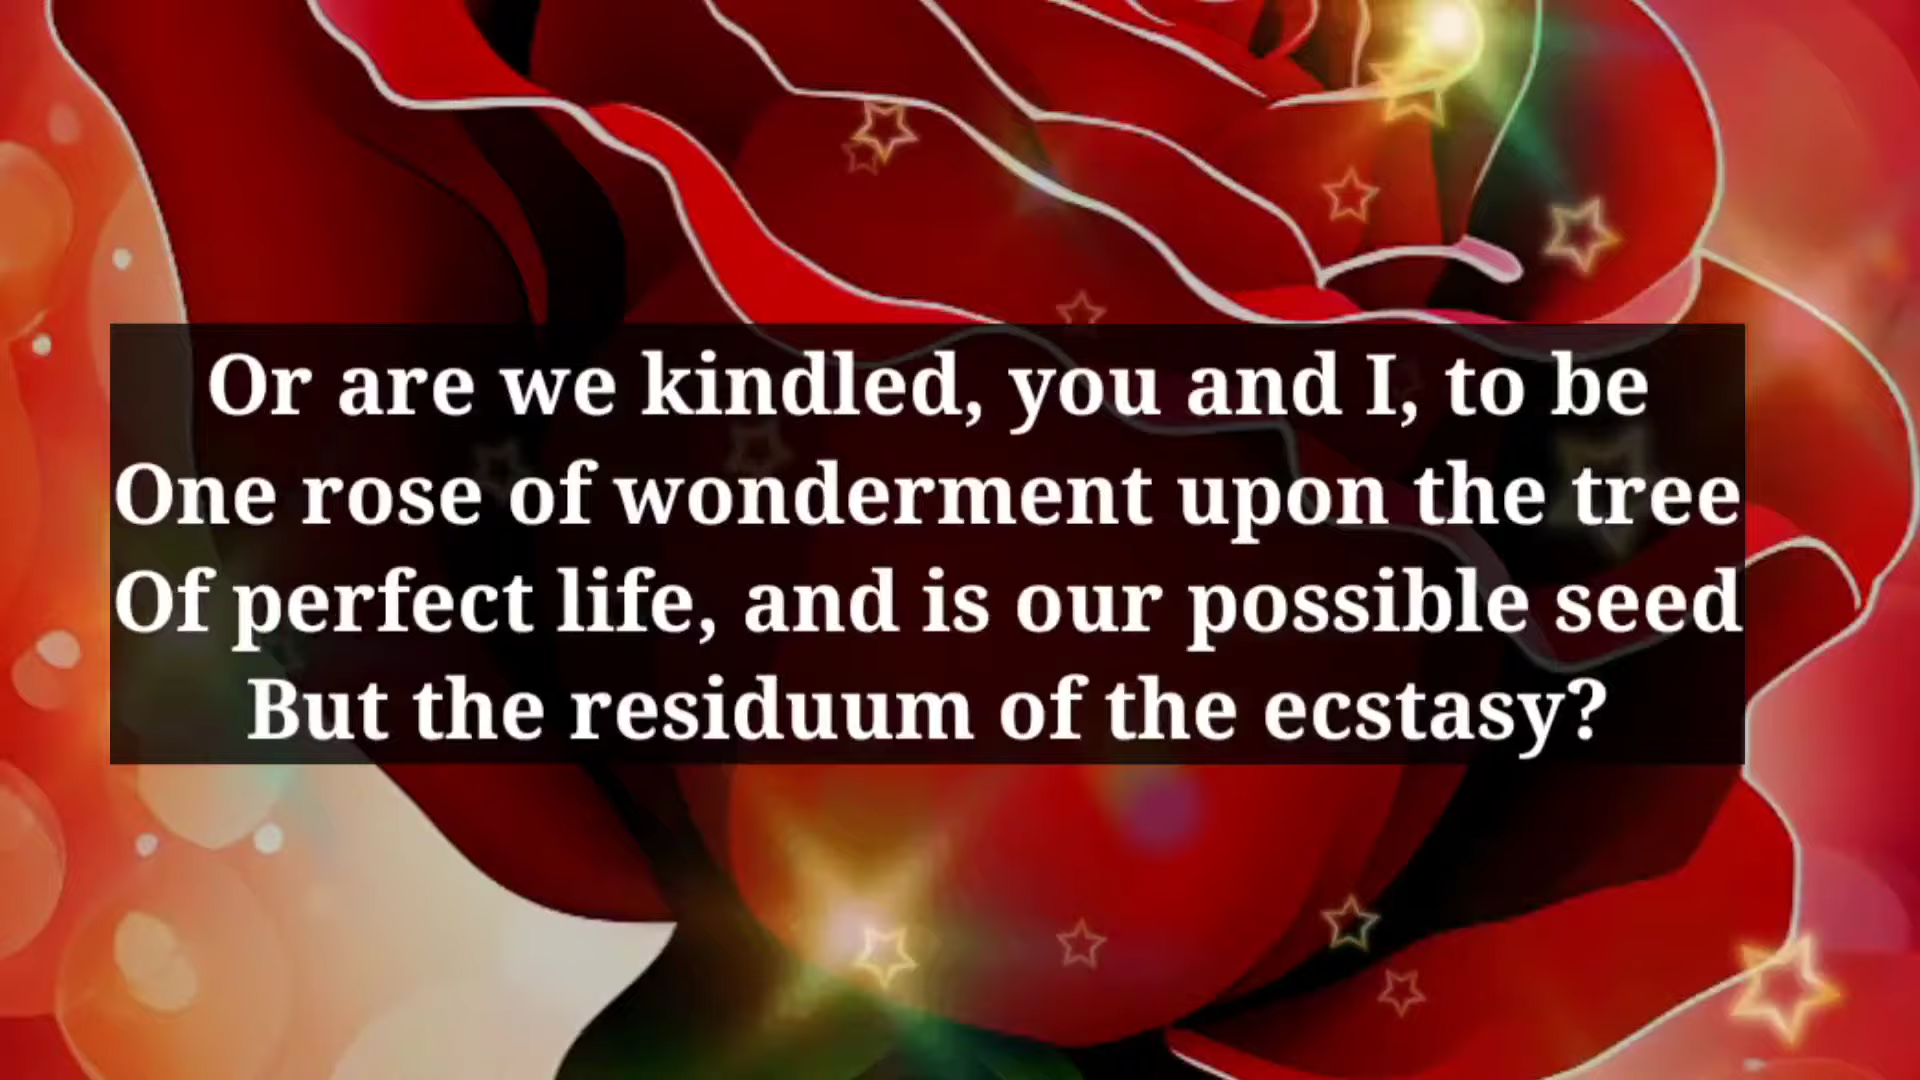 Or are we kindled, you and I, to be
One rose of wonderment upon the tree
Of perfect life, and is our possible seed
But the residuum of the ecstasy?